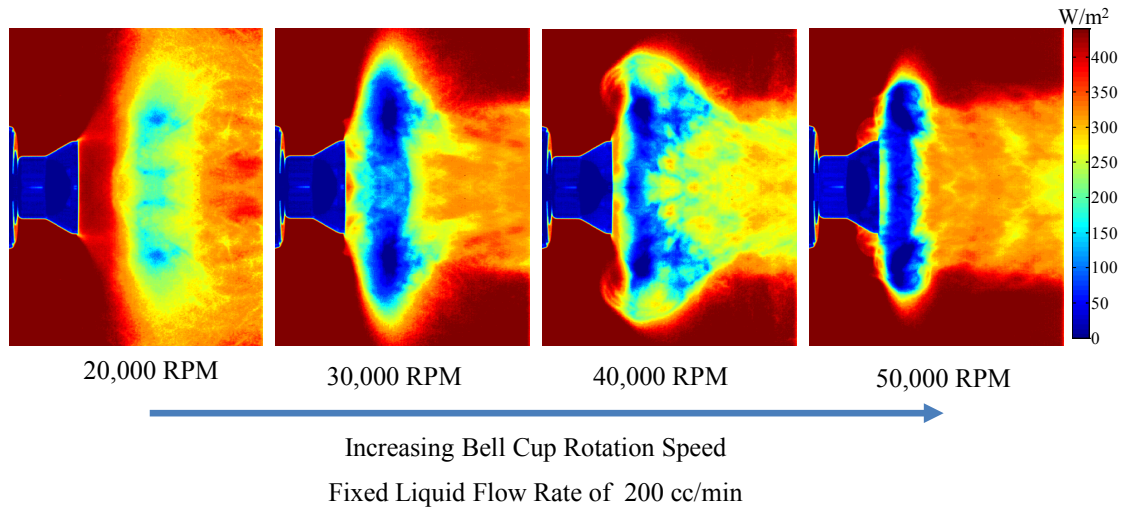 W/m²
400
350
300
250
200
150
100
50
0
20,000 RPM
30,000 RPM
40,000 RPM
50,000 RPM
Increasing Bell Cup Rotation Speed
Fixed Liquid Flow Rate of 200 cc/min